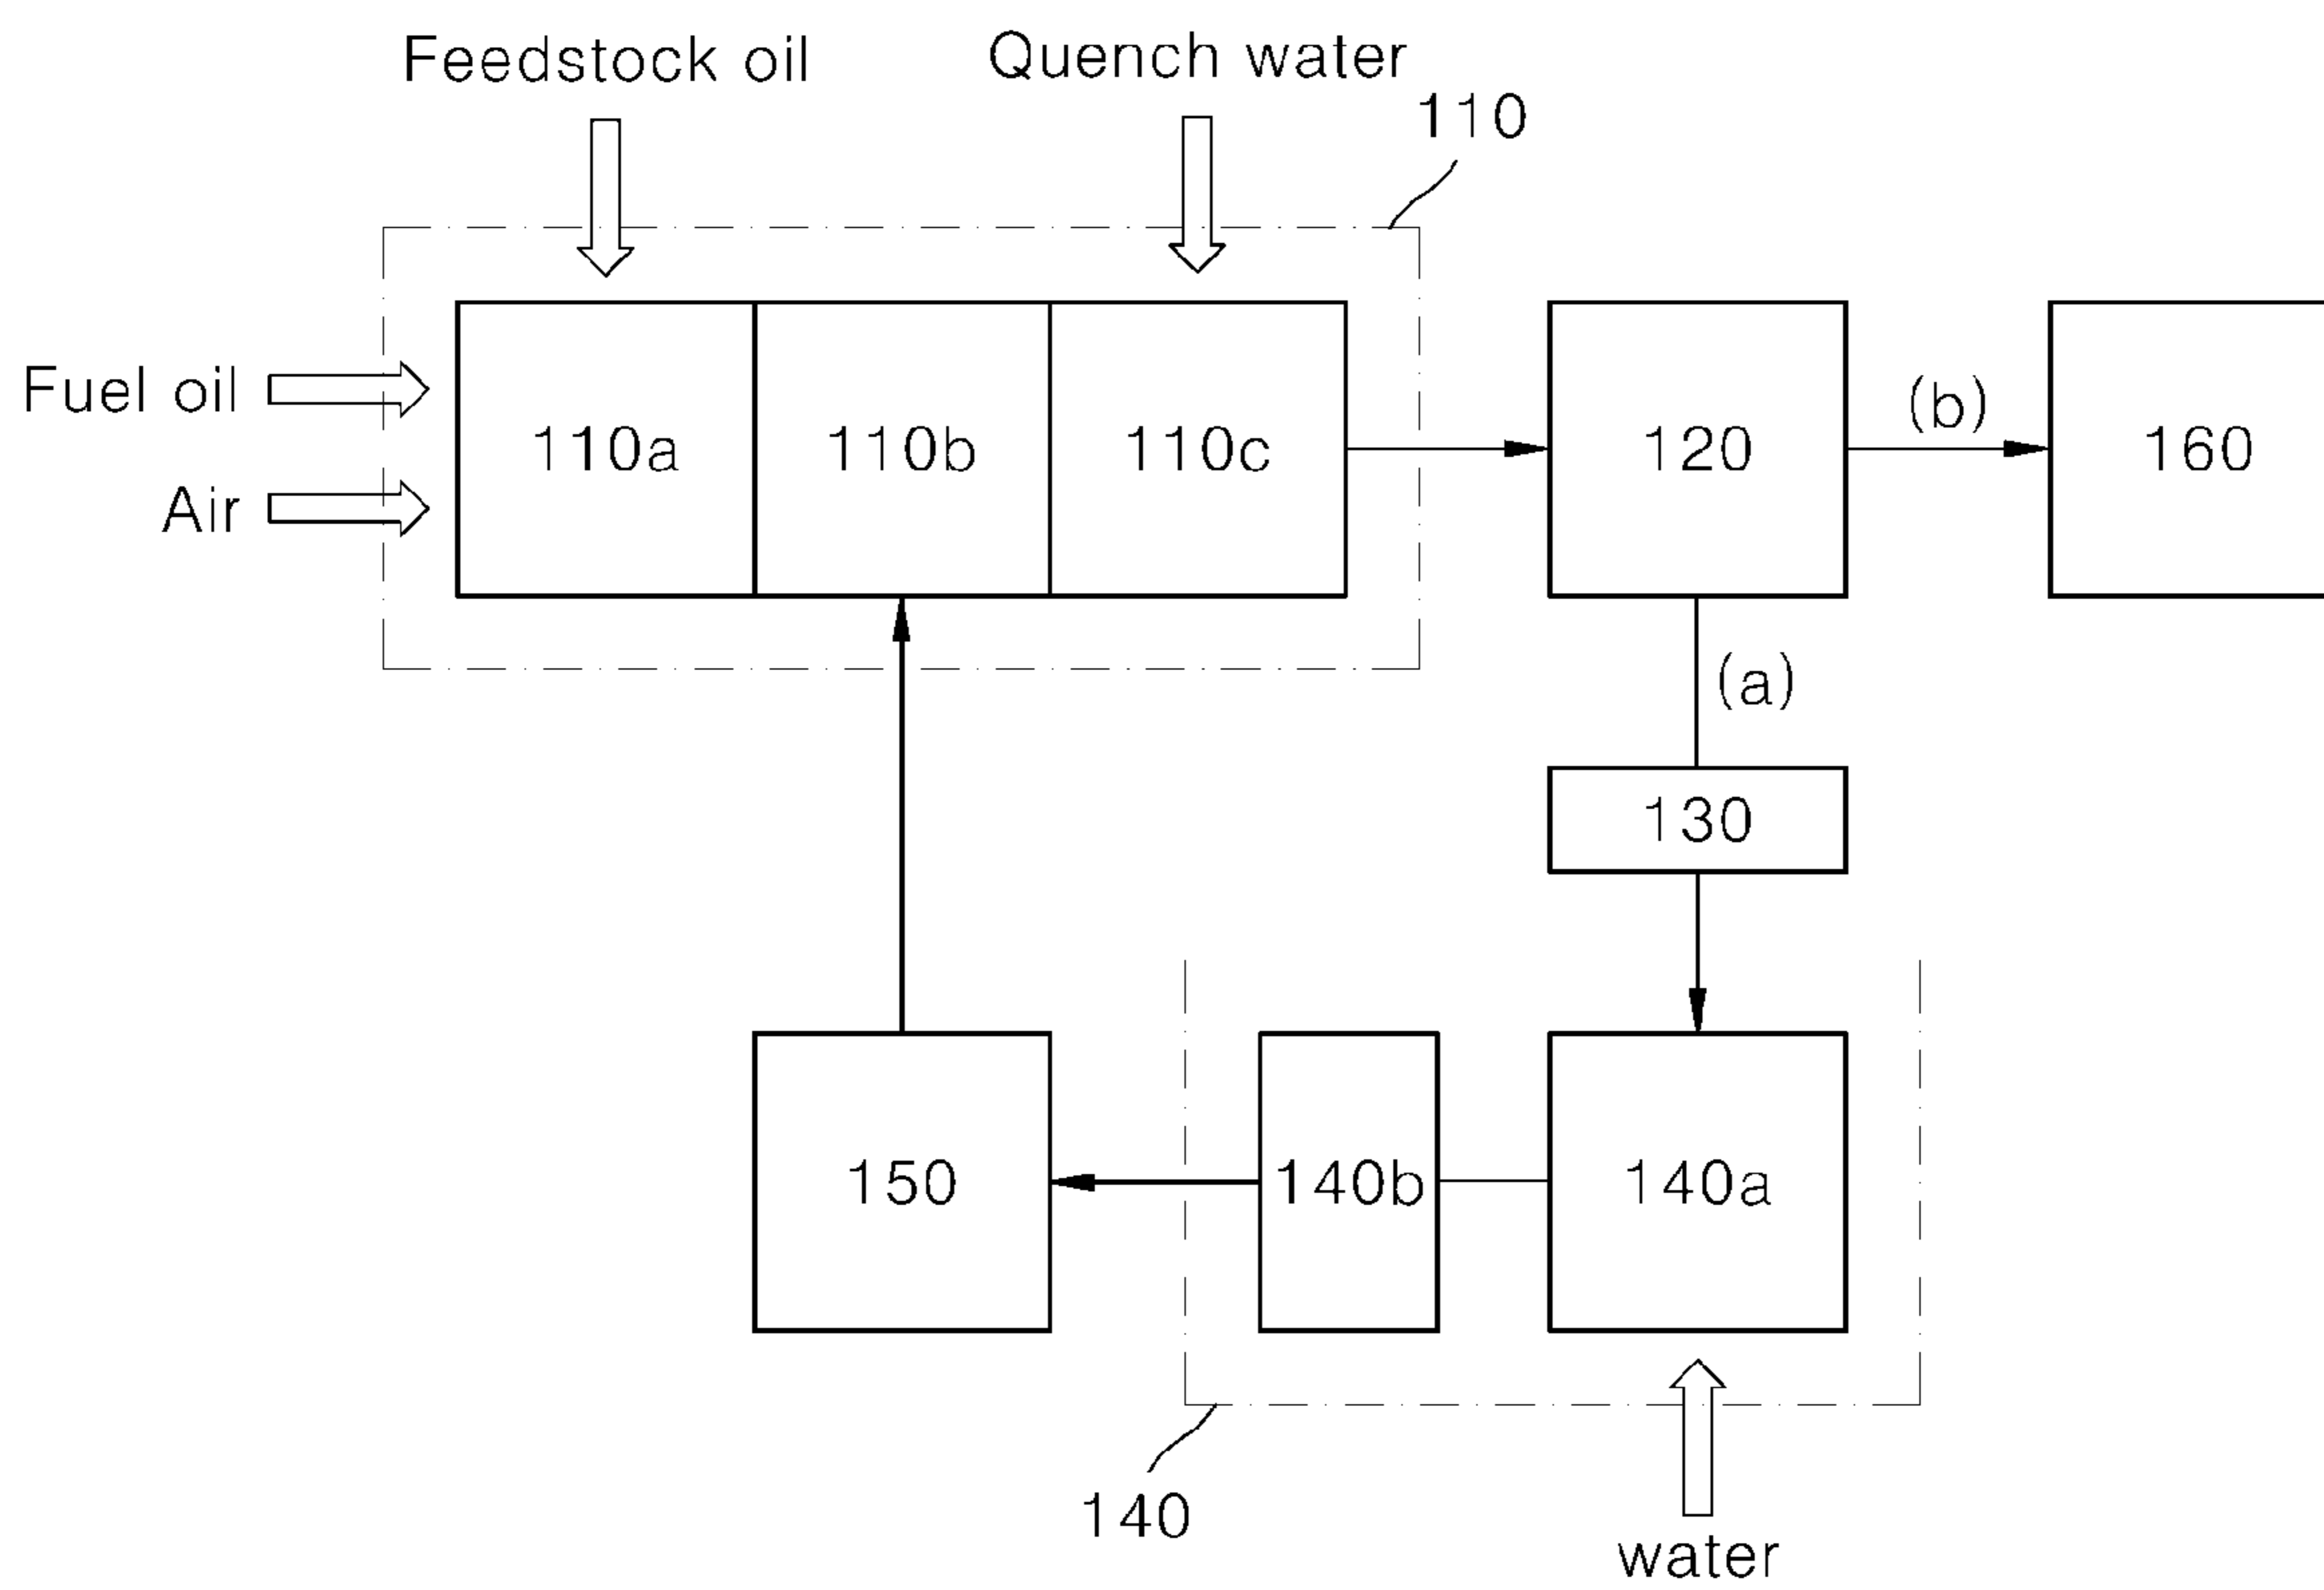 Feedstock oil
Quench water
110
Fuel oil
Air
110a
110b
110c
120
(b)
160
(a)
130
150
140b
140a
140
water